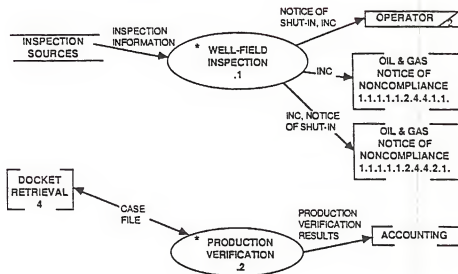 NOTICE OF
SHUT-IN, INC
OPERATOR
INSPECTION
INFORMATION
INSPECTION
SOURCES
* WELL-FIELD
INSPECTION
.1
INC
OIL & GAS
NOTICE OF
NONCOMPLIANCE
1.1.1.1.1.2.4.4.1.1.
INC, NOTICE
OF SHUT-IN
OIL & GAS
NOTICE OF
NONCOMPLIANCE
1.1.1.1.1.2.4.4.2.1.
DOCKET
RETRIEVAL
4
CASE
FILE
* PRODUCTION
VERIFICATION
.2
PRODUCTION
VERIFICATION
RESULTS
ACCOUNTING